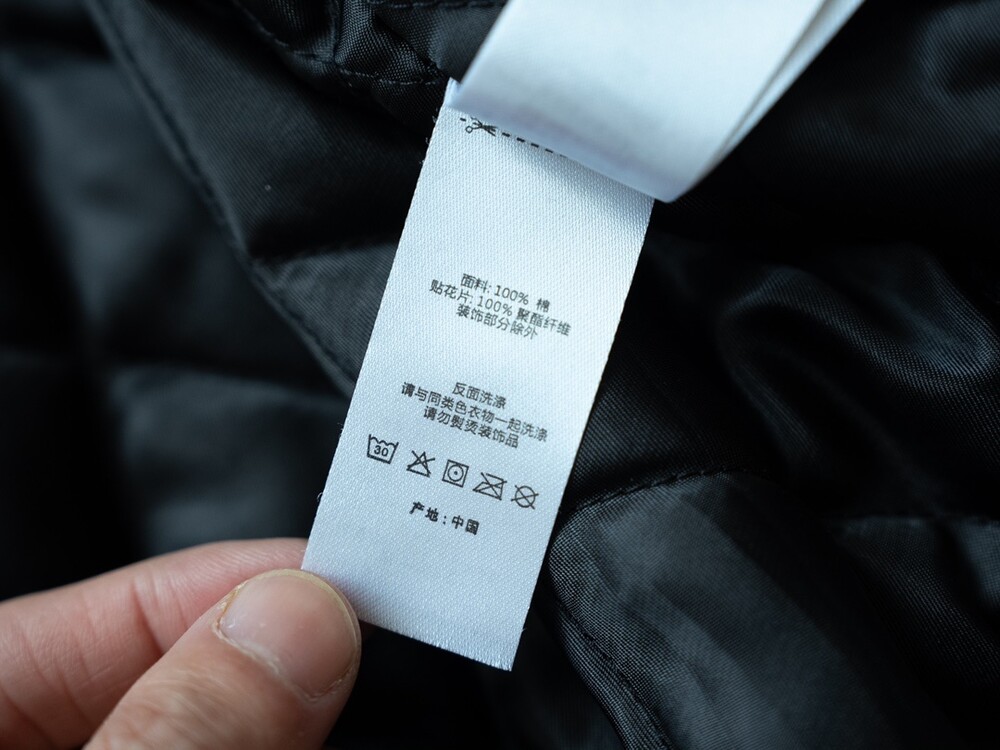 面料: 100% 棉
贴花片: 100% 聚酯纤维
装饰部分除外
反面洗涤
请与同类色衣物一起洗涤
请勿熨烫装饰品
30
产地：中国